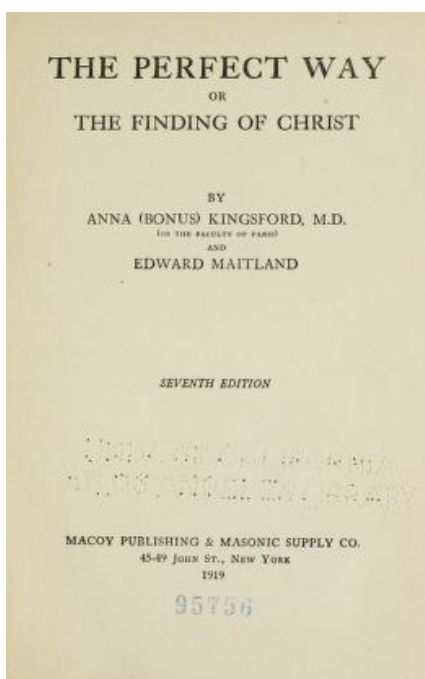 THE PERFECT WAY
OR
THE FINDING OF CHRIST
BY
ANNA (BONUS) KINGSFORD, M.D.
(OF THE FACULTY OF PARIS)
AND
EDWARD MAITLAND
SEVENTH EDITION
MACOY PUBLISHING & MASONIC SUPPLY CO.
45-49 JOHN ST., NEW YORK
1919
95756